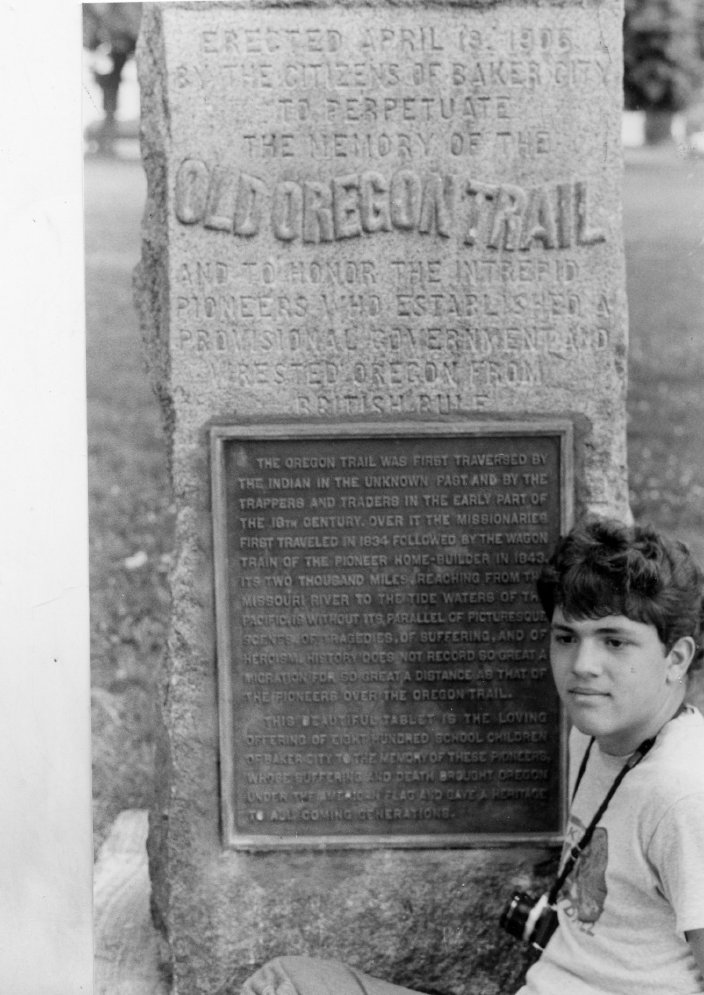 ERECTED APRIL 19, 1906
BY THE CITIZENS OF BAKER CITY
TO PERPETUATE
THE MEMORY OF THE
OLD OREGON TRAIL
AND TO HONOR THE INTREPID
PIONEERS WHO ESTABLISHED A
PROVISIONAL GOVERNMENT AND
WRESTED OREGON FROM
BRITISH RULE
THE OREGON TRAIL WAS FIRST TRAVERSED BY
THE INDIAN IN THE UNKNOWN PAST, AND BY THE
TRAPPERS AND TRADERS IN THE EARLY PART OF
THE 19TH CENTURY. OVER IT THE MISSIONARIES
FIRST TRAVELED IN 1834 FOLLOWED BY THE WAGON
TRAIN OF THE PIONEER HOME-BUILDER IN 1843.
ITS TWO THOUSAND MILES, REACHING FROM THE
MISSOURI RIVER TO THE TIDE WATERS OF THE
PACIFIC, IS WITHOUT ITS PARALLEL OF PICTURESQUE
SCENES, OF TRAGEDIES, OF SUFFERING, AND OF
HEROISM. HISTORY DOES NOT RECORD SO GREAT A
MIGRATION FOR SO GREAT A DISTANCE AS THAT OF
THE PIONEERS OVER THE OREGON TRAIL.
THIS BEAUTIFUL TABLET IS THE LOVING
OFFERING OF EIGHT HUNDRED SCHOOL CHILDREN
OF BAKER CITY TO THE MEMORY OF THESE PIONEERS,
WHOSE SUFFERING AND DEATH BROUGHT OREGON
UNDER THE AMERICAN FLAG AND GAVE A HERITAGE
TO ALL COMING GENERATIONS.